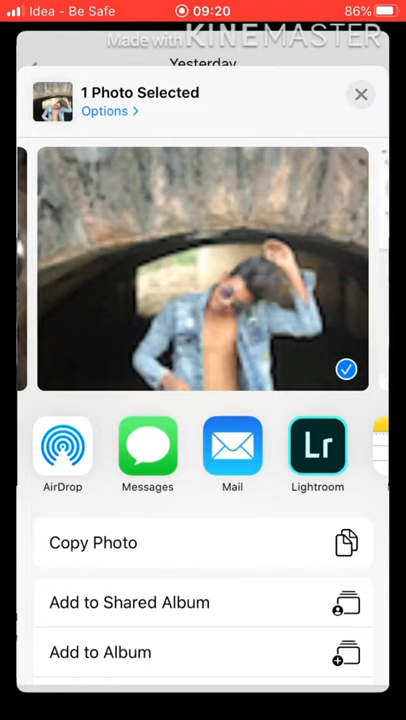 Idea - Be Safe
09:20
86%
Made with KINEMASTER
Yesterday
1 Photo Selected
Options >
AirDrop
Messages
Mail
Lr
Lightroom
Copy Photo
Add to Shared Album
Add to Album